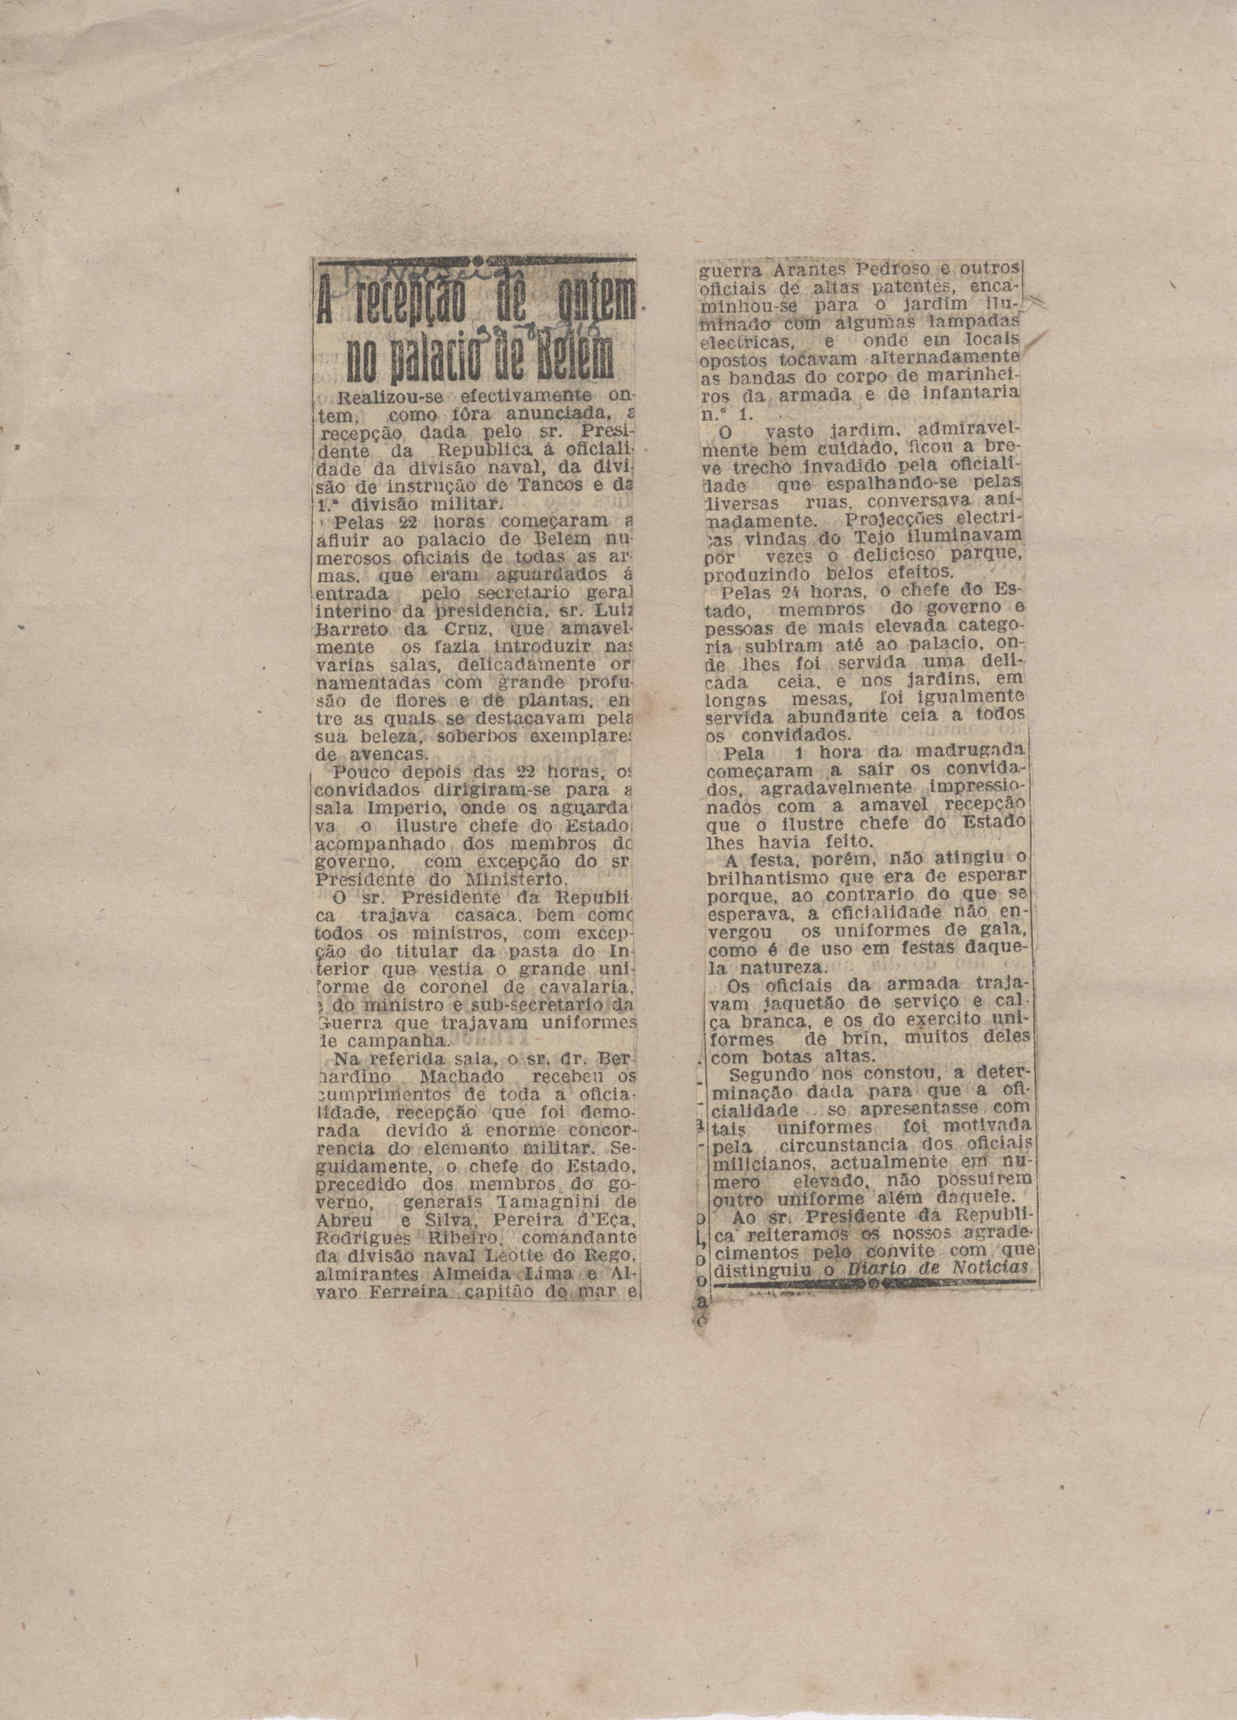 A recepção de ontem
no palacio de Belem
Realizou-se efectivamente on-
tem, como fôra anunciada, a
recepção dada pelo sr. Presi-
dente da Republica á oficiali-
dade da divisão naval, da divi-
são de instrução de Tancos e da
1.ª divisão militar.
Pelas 22 horas começaram a
afluir ao palacio de Belem nu-
merosos oficiais de todas as ar-
mas, que eram aguardados á
entrada pelo secretario geral
interino da presidencia, sr. Luiz
Barreto da Cruz, que amavel-
mente os fazia introduzir nas
varias salas, delicadamente or
namentadas com grande profu-
são de flores e de plantas, en
tre as quais se destacavam pela
sua beleza, soberbos exemplares
de avencas.
Pouco depois das 22 horas, os
convidados dirigiram-se para a
sala Imperio, onde os aguarda
va o ilustre chefe do Estado
acompanhado dos membros do
governo, com excepção do sr
Presidente do Ministerio.
O sr. Presidente da Republi
ca trajava casaca, bem como
todos os ministros, com excep-
ção do titular da pasta do In-
terior que vestia o grande uni-
forme de coronel de cavalaria,
e do ministro e sub-secretario da
Guerra que trajavam uniformes
de campanha.
Na referida sala, o sr. dr. Ber-
nardino Machado recebeu os
cumprimentos de toda a oficia-
lidade, recepção que foi demo-
rada devido á enorme concor-
rencia do elemento militar. Se-
guidamente, o chefe do Estado,
precedido dos membros do go-
verno, generais Tamagnini de
Abreu e Silva, Pereira d'Eça,
Rodrigues Ribeiro, comandante
da divisão naval Leotte do Rego,
almirantes Almeida Lima e Al-
varo Ferreira, capitão de mar e
guerra Arantes Pedroso e outros
oficiais de altas patentes, enca-
minhou-se para o jardim ilu-
minado com algumas lampadas
electricas, e onde em locais
opostos tocavam alternadamente
as bandas do corpo de marinhei-
ros da armada e de infantaria
n.º 1.
O vasto jardim, admiravel-
mente bem cuidado, ficou a bre-
ve trecho invadido pela oficiali-
dade que espalhando-se pelas
diversas ruas, conversava ani-
madamente. Projecções electri-
cas vindas do Tejo iluminavam
por vezes o delicioso parque,
produzindo belos efeitos.
Pelas 24 horas, o chefe do Es-
tado, membros do governo e
pessoas de mais elevada catego-
ria subiram até ao palacio, on-
de lhes foi servida uma deli-
cada ceia, e nos jardins, em
longas mesas, foi igualmente
servida abundante ceia a todos
os convidados.
Pela 1 hora da madrugada
começaram a sair os convida-
dos, agradavelmente impressio-
nados com a amavel recepção
que o ilustre chefe do Estado
lhes havia feito.
A festa, porém, não atingiu o
brilhantismo que era de esperar
porque, ao contrario do que se
esperava, a oficialidade não en-
vergou os uniformes de gala,
como é de uso em festas daque-
la natureza.
Os oficiais da armada traja-
vam jaquetão de serviço e cal-
ça branca, e os do exercito uni-
formes de brin, muitos deles
com botas altas.
Segundo nos constou, a deter-
minação dada para que a ofi-
cialidade se apresentasse com
tais uniformes foi motivada
pela circunstancia dos oficiais
milicianos, actualmente em nu-
mero elevado, não possuirem
outro uniforme além daquele.
Ao sr. Presidente da Republi-
ca reiteramos os nossos agrade-
cimentos pelo convite com que
distinguiu o Diario de Noticias